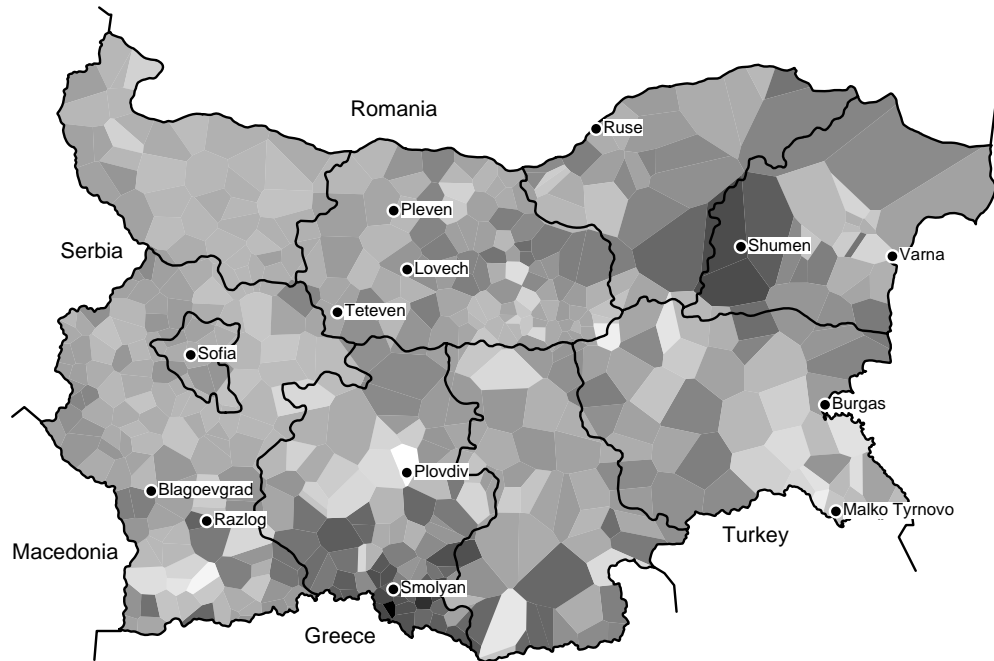 Romania
Ruse
Pleven
Serbia
Shumen
Varna
Lovech
Teteven
Sofia
Burgas
Plovdiv
Blagoevgrad
Malko Tyrnovo
Razlog
Turkey
Macedonia
Smolyan
Greece